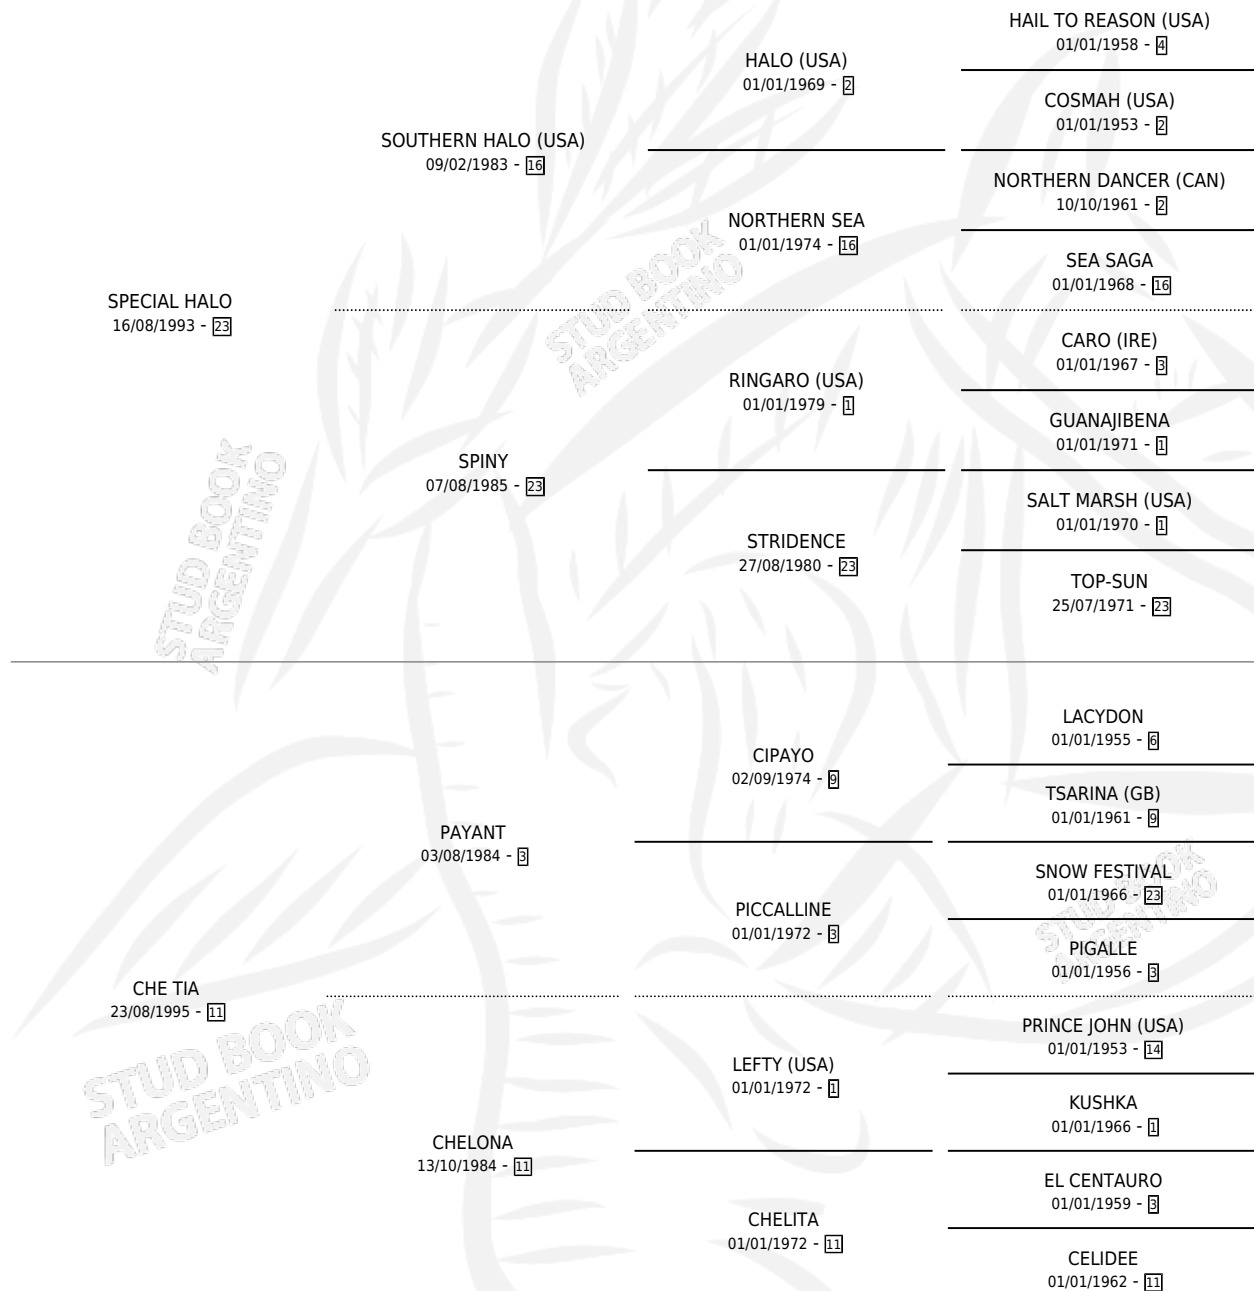 HAIL TO REASON (USA)
01/01/1958 - 4
HALO (USA)
01/01/1969 - 2
COSMAH (USA)
01/01/1953 - 2
SOUTHERN HALO (USA)
09/02/1983 - 16
NORTHERN DANCER (CAN)
10/10/1961 - 2
NORTHERN SEA
01/01/1974 - 16
SEA SAGA
01/01/1968 - 16
SPECIAL HALO
16/08/1993 - 23
STUD BOOK
ARGENTINO
CARO (IRE)
01/01/1967 - 3
RINGARO (USA)
01/01/1979 - 1
GUANAJIBENA
01/01/1971 - 1
SPINY
07/08/1985 - 23
SALT MARSH (USA)
01/01/1970 - 1
STRIDENCE
27/08/1980 - 23
TOP-SUN
25/07/1971 - 23
STUD BOOK
ARGENTINO
LACYDON
01/01/1955 - 6
CIPAYO
02/09/1974 - 9
TSARINA (GB)
01/01/1961 - 9
PAYANT
03/08/1984 - 3
SNOW FESTIVAL
01/01/1966 - 23
PICCALLINE
01/01/1972 - 3
PIGALLE
01/01/1956 - 3
STUD BOOK
ARGENTINO
CHE TIA
23/08/1995 - 11
PRINCE JOHN (USA)
01/01/1953 - 14
LEFTY (USA)
01/01/1972 - 1
KUSHKA
01/01/1966 - 1
STUD BOOK
ARGENTINO
CHELONA
13/10/1984 - 11
EL CENTAURO
01/01/1959 - 3
CHELITA
01/01/1972 - 11
CELIDEE
01/01/1962 - 11